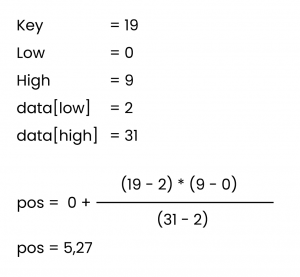 Key = 19
Low = 0
High = 9
data[low] = 2
data[high] = 31
(19 - 2) * (9 - 0)
pos = 0 +
(31 - 2)
pos = 5,27